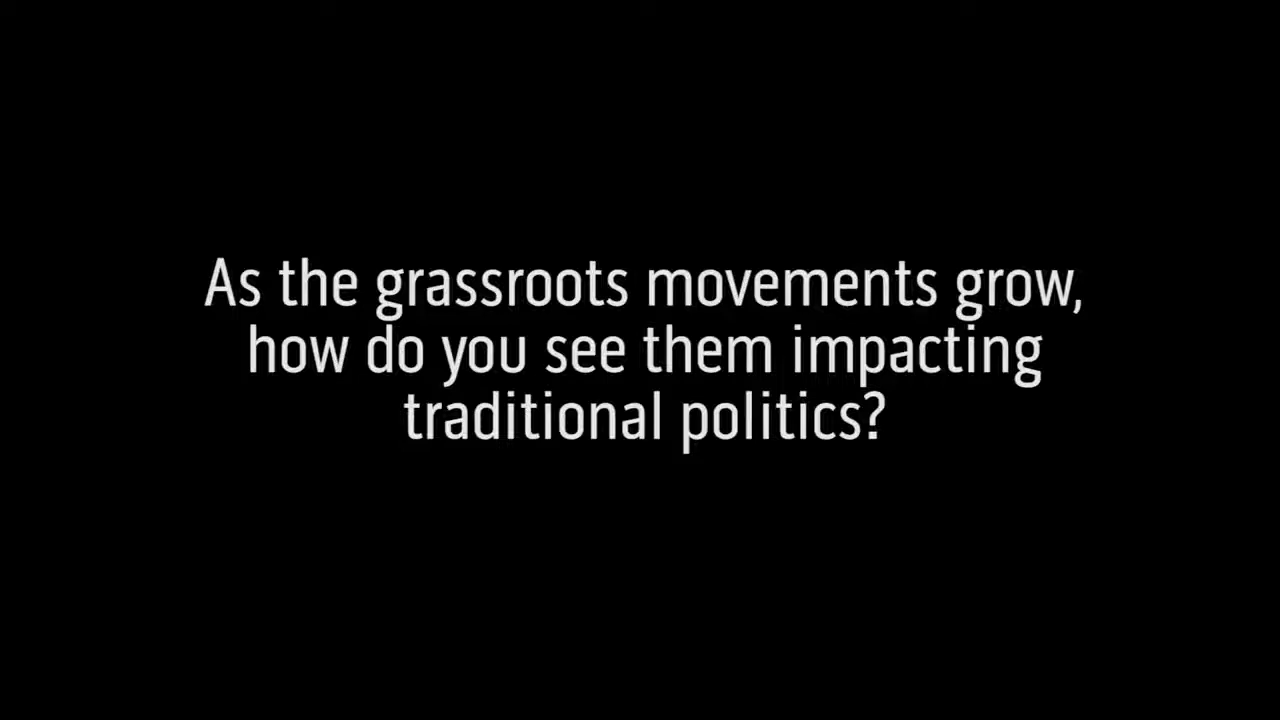 As the grassroots movements grow,
how do you see them impacting
traditional politics?